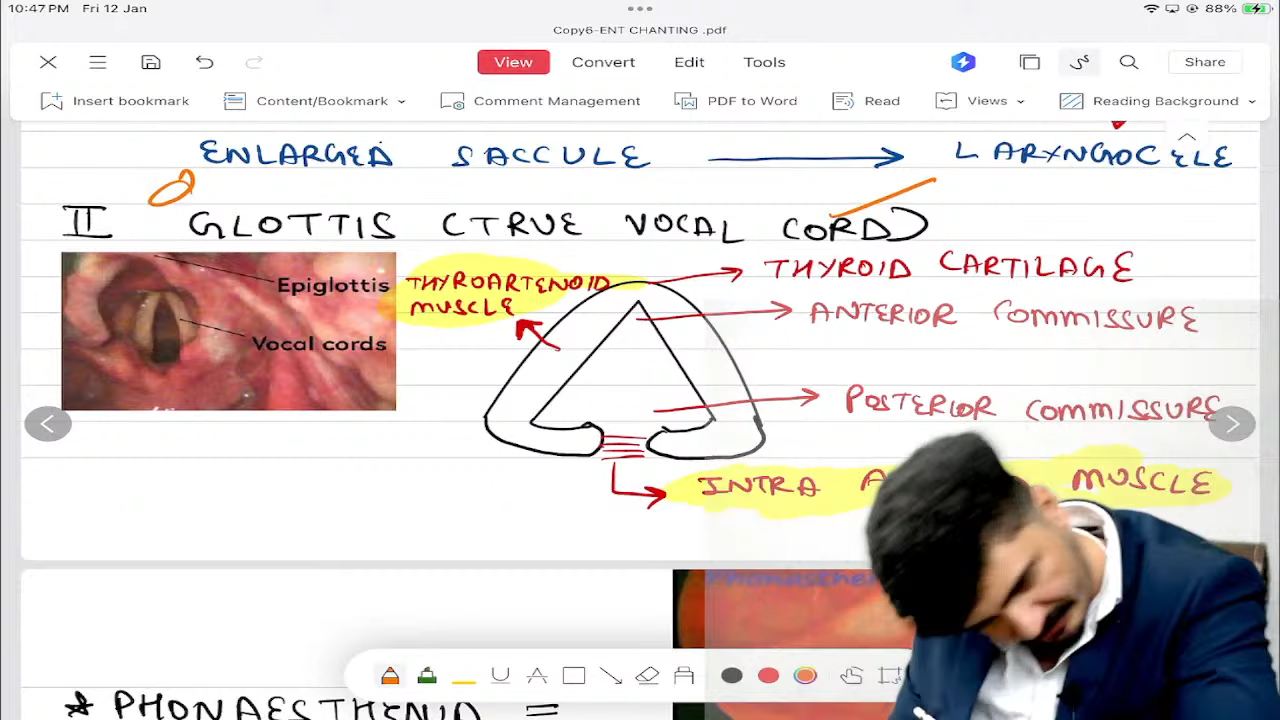 10:47 PM Fri 12 Jan
88%
Copy6-ENT CHANTING .pdf
View Convert Edit Tools Share
Insert bookmark Content/Bookmark Comment Management PDF to Word Read Views Reading Background
ENLARGED SACCULE → LARYNGOCELE
II GLOTTIS (TRUE VOCAL CORD)
Epiglottis
Vocal cords
THYROARTENOID
MUSCLE
THYROID CARTILAGE
ANTERIOR COMMISSURE
POSTERIOR COMMISSURE
INTRA MUSCLE
* PHONAESTHENIA =